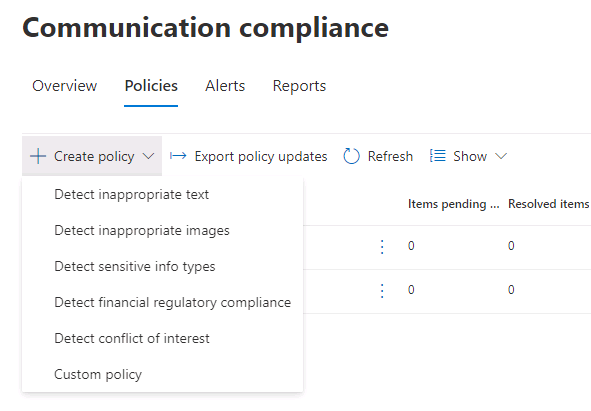 Communication compliance
Overview Policies Alerts Reports
Create policy Export policy updates Refresh Show
Detect inappropriate text
Items pending ... Resolved items
Detect inappropriate images
0 0
Detect sensitive info types
Detect financial regulatory compliance
0 0
Detect conflict of interest
Custom policy